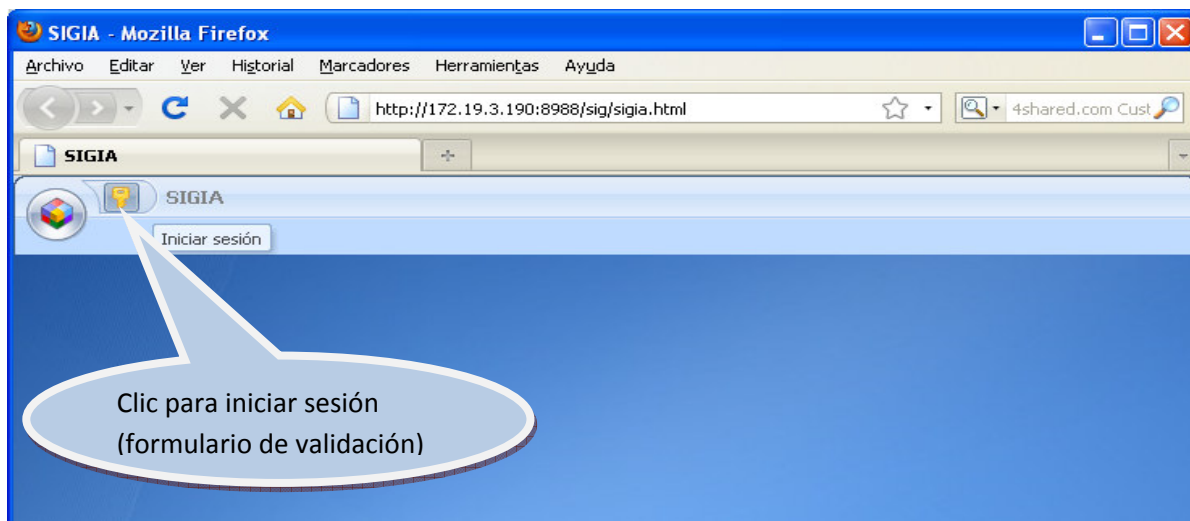 SIGIA - Mozilla Firefox
Archivo Editar Ver Historial Marcadores Herramientas Ayuda
http://172.19.3.190:8988/sig/sigia.html 4shared.com Cust
SIGIA
SIGIA
Iniciar sesión
Clic para iniciar sesión
(formulario de validación)